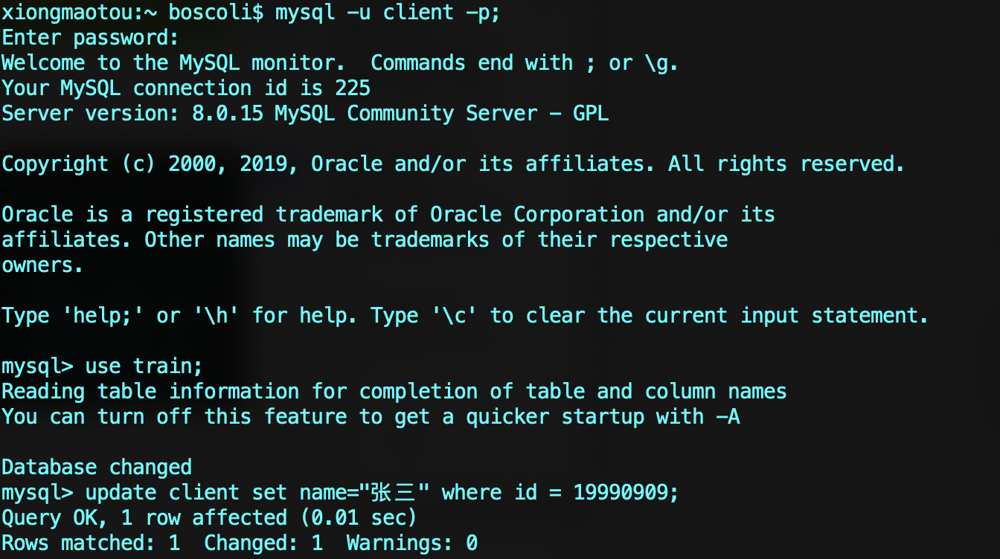 xiongmaotou:~ boscoli$ mysql -u client -p;
Enter password:
Welcome to the MySQL monitor.  Commands end with ; or \g.
Your MySQL connection id is 225
Server version: 8.0.15 MySQL Community Server - GPL
Copyright (c) 2000, 2019, Oracle and/or its affiliates. All rights reserved.
Oracle is a registered trademark of Oracle Corporation and/or its
affiliates. Other names may be trademarks of their respective
owners.
Type 'help;' or '\h' for help. Type '\c' to clear the current input statement.
mysql> use train;
Reading table information for completion of table and column names
You can turn off this feature to get a quicker startup with -A
Database changed
mysql> update client set name="张三" where id = 19990909;
Query OK, 1 row affected (0.01 sec)
Rows matched: 1  Changed: 1  Warnings: 0